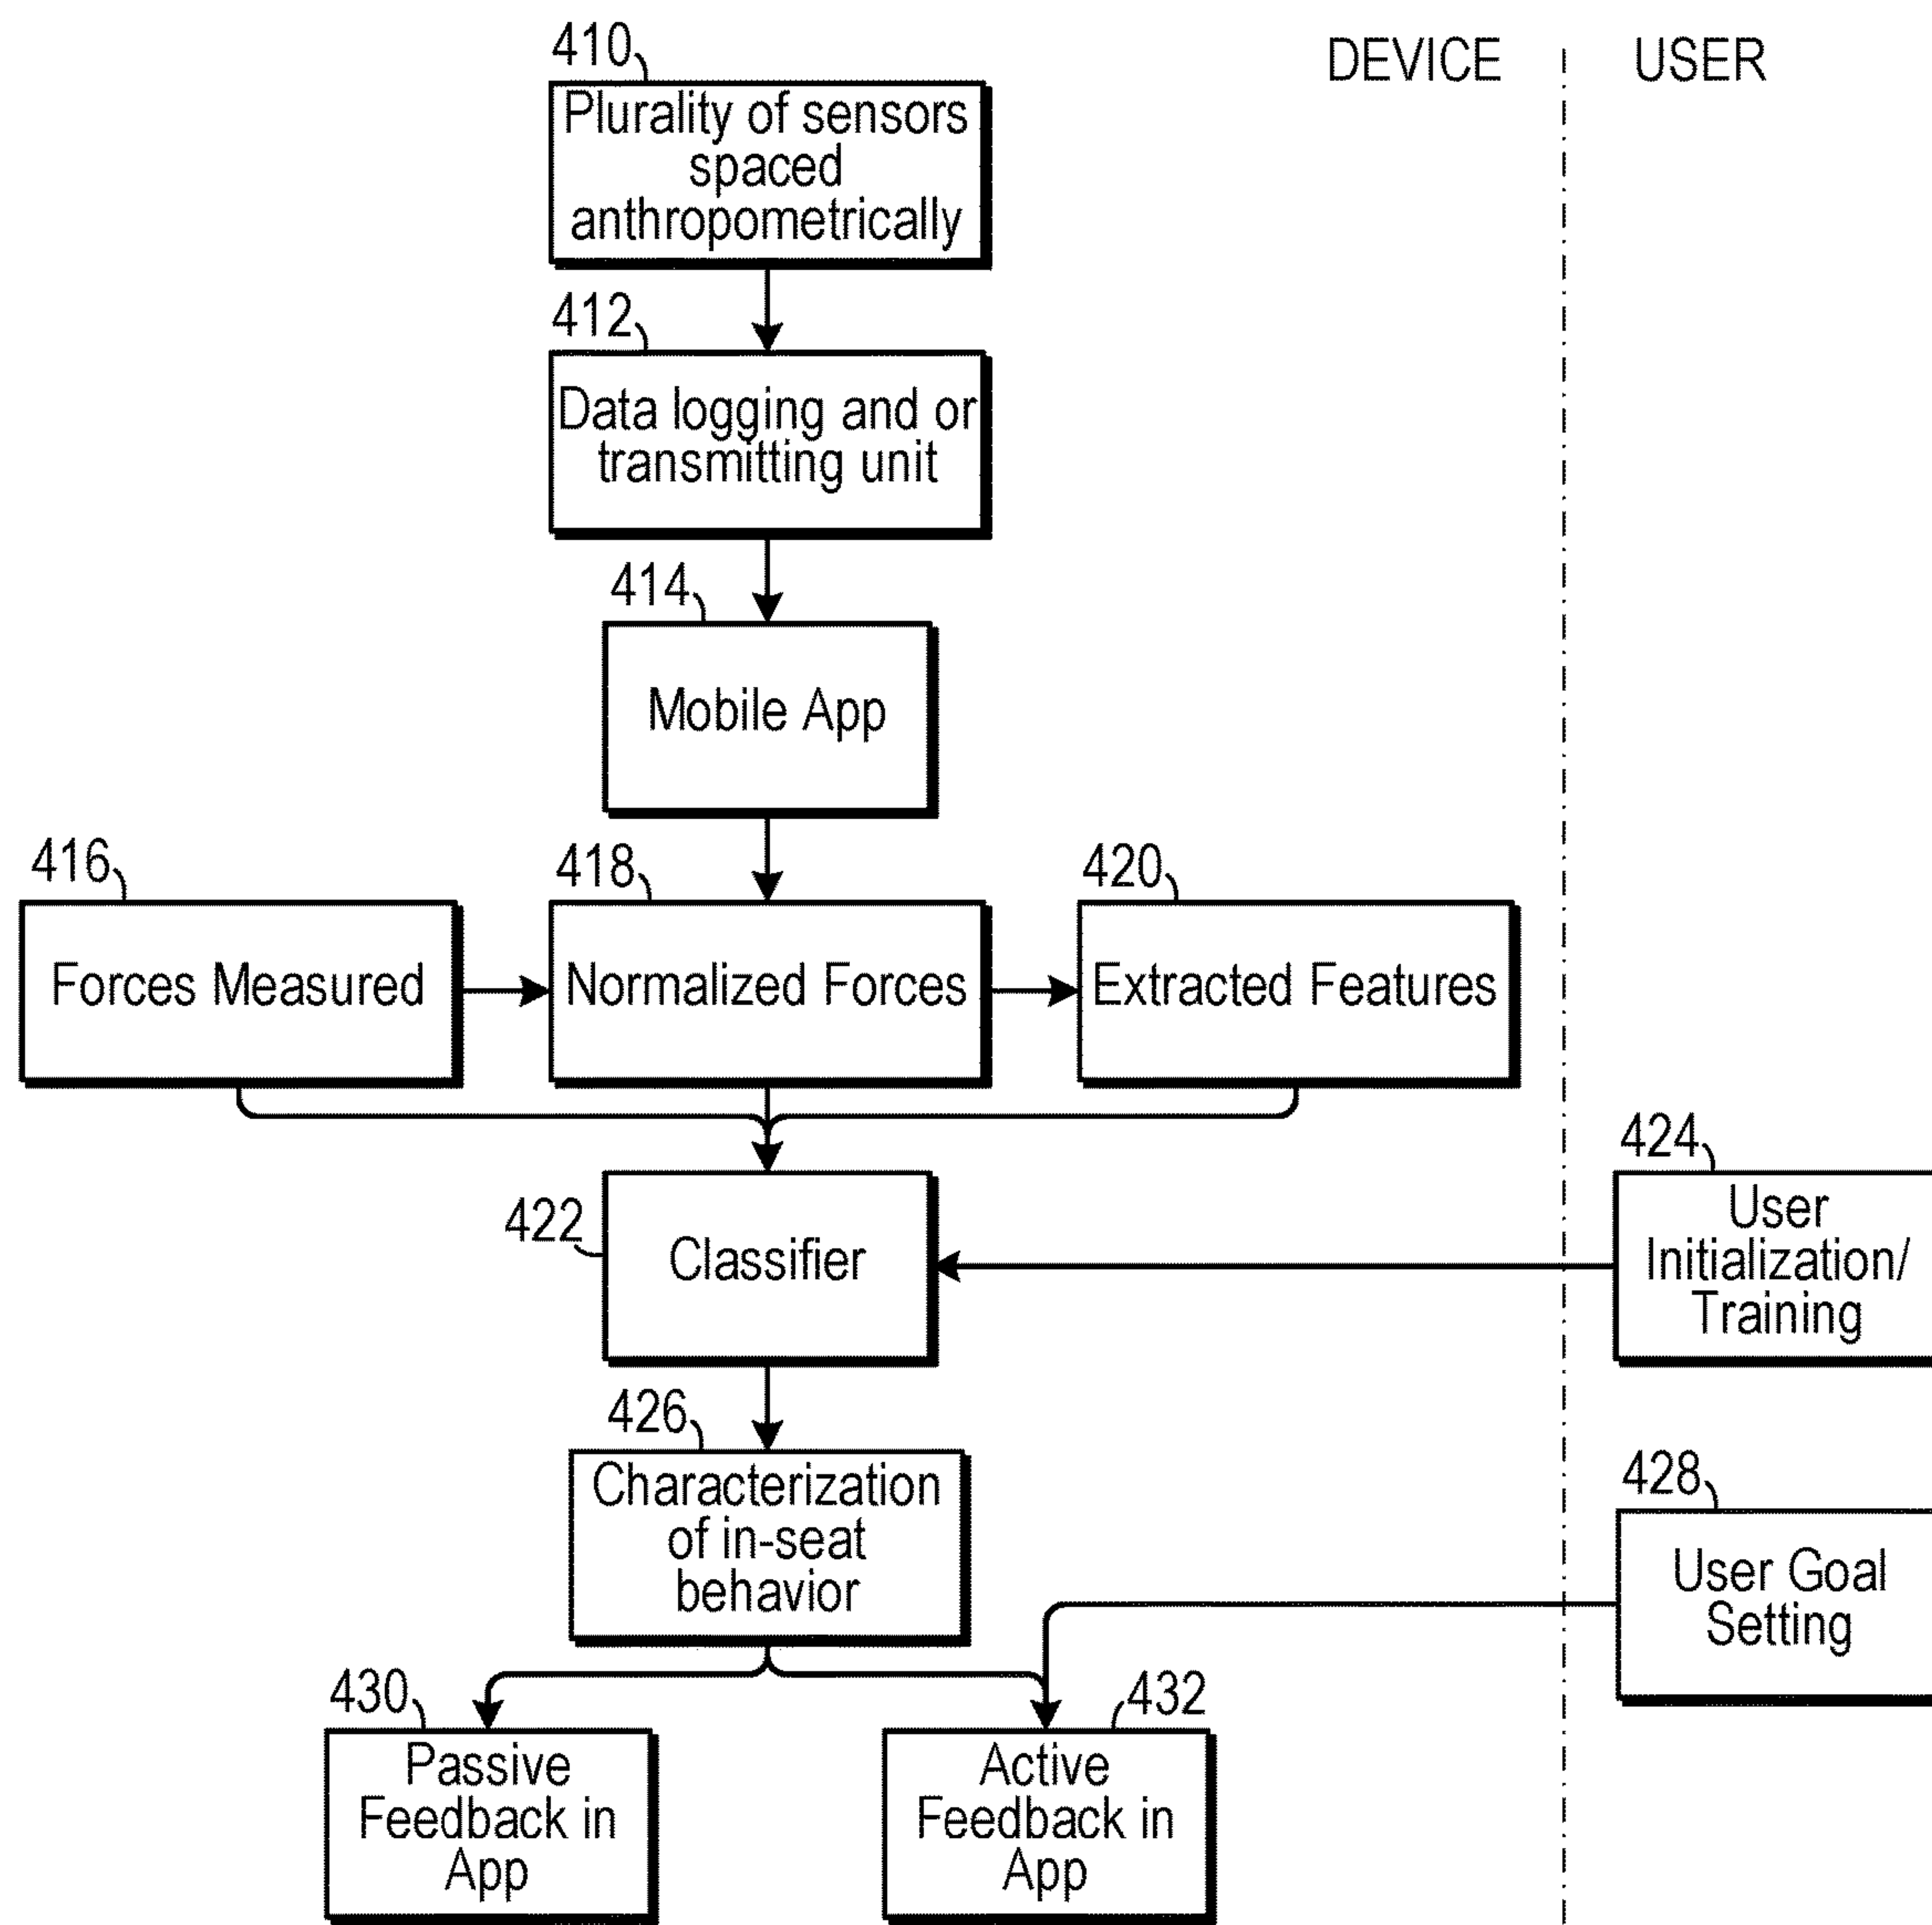 410
DEVICE
USER
Plurality of sensors
spaced
anthropometrically
412
Data logging and or
transmitting unit
414
Mobile App
416
418
420
Forces Measured
Normalized Forces
Extracted Features
422
Classifier
424
User
Initialization/
Training
426
Characterization
of in-seat
behavior
428
User Goal
Setting
430
Passive
Feedback in
App
432
Active
Feedback in
App